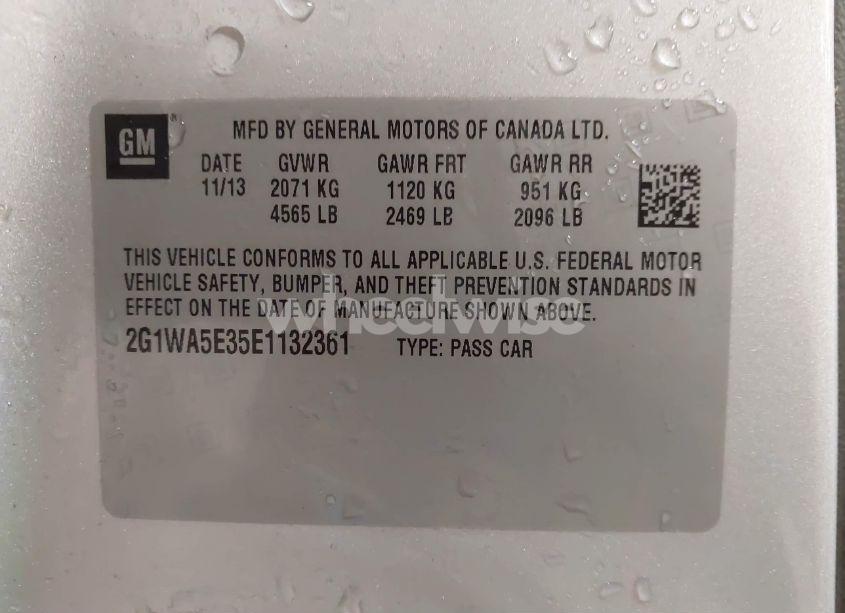 GM ®
MFD BY GENERAL MOTORS OF CANADA LTD.
DATE GVWR GAWR FRT GAWR RR
11/13 2071 KG 1120 KG 951 KG
4565 LB 2469 LB 2096 LB
THIS VEHICLE CONFORMS TO ALL APPLICABLE U.S. FEDERAL MOTOR
VEHICLE SAFETY, BUMPER, AND THEFT PREVENTION STANDARDS IN
EFFECT ON THE DATE OF MANUFACTURE SHOWN ABOVE.
wheelwise
2G1WA5E35E1132361 TYPE: PASS CAR